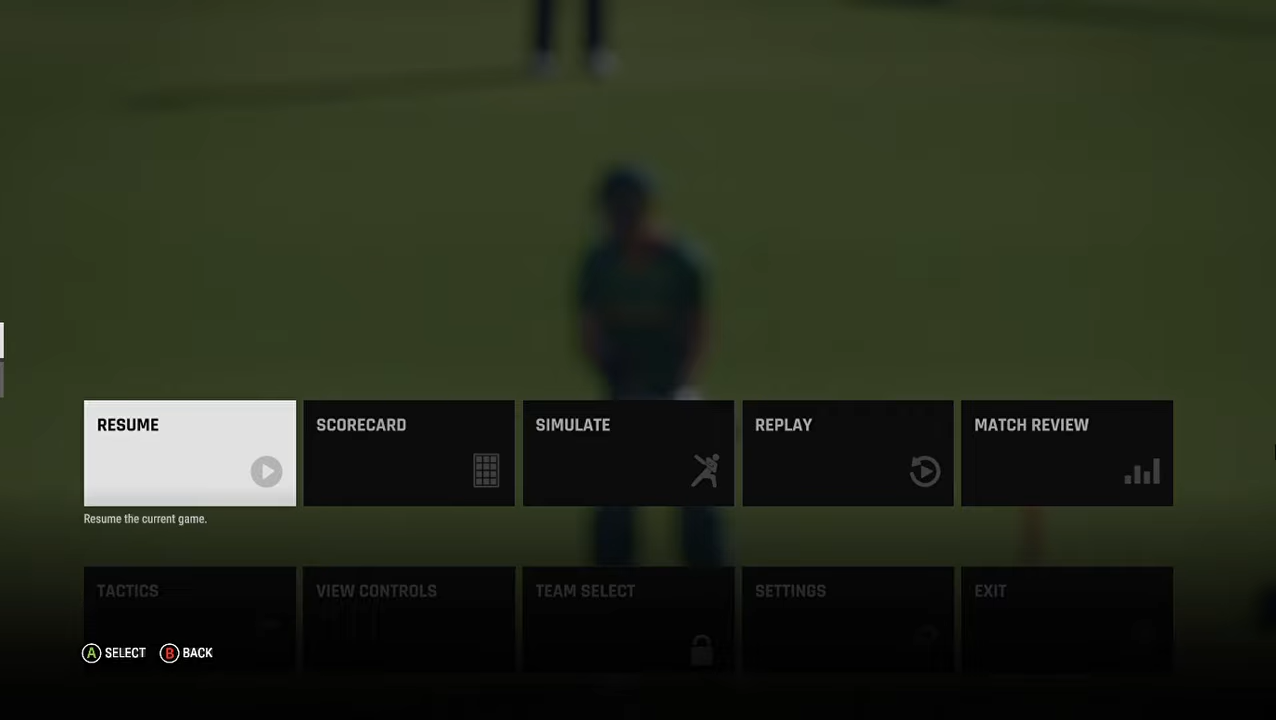 RESUME
SCORECARD
SIMULATE
REPLAY
MATCH REVIEW
Resume the current game.
TACTICS
VIEW CONTROLS
TEAM SELECT
SETTINGS
EXIT
A SELECT B BACK